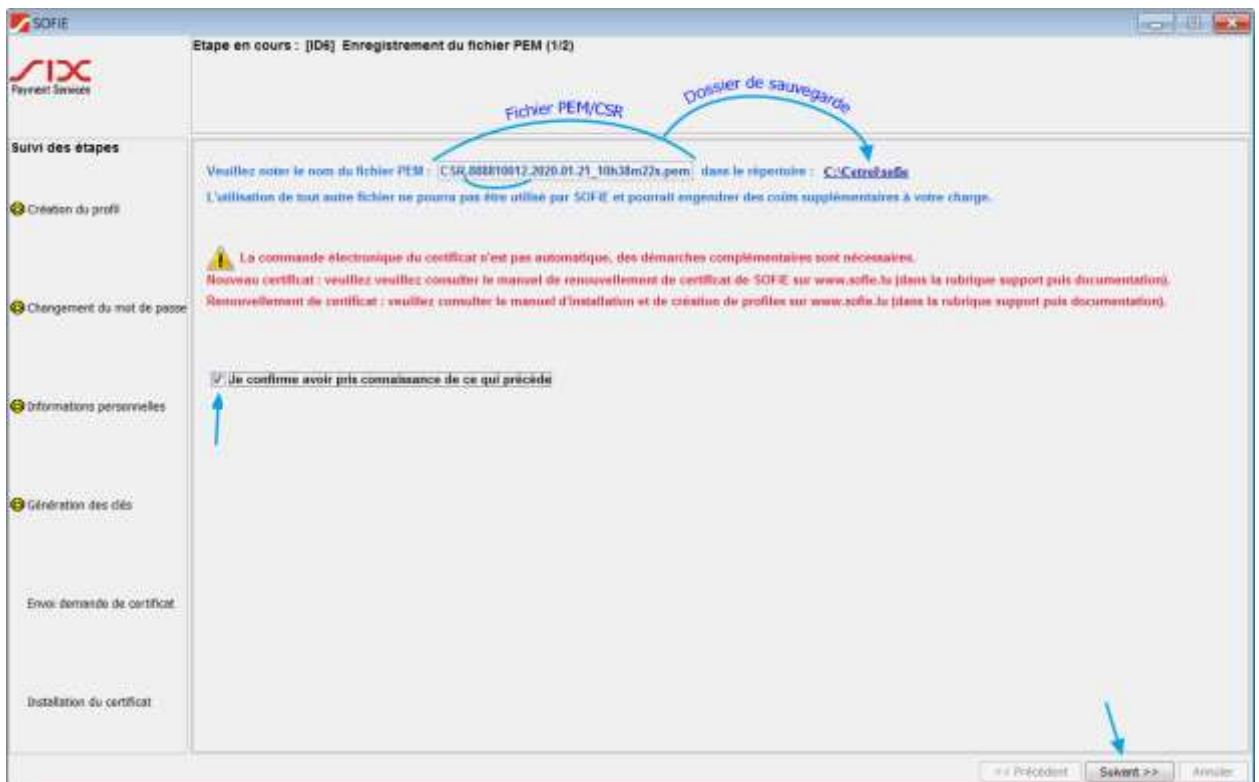 SOFiE
Etape en cours : [ID6] Enregistrement du fichier PEM (1/2)
SIX
Payment Services
Fichier PEM/CSR
Dossier de sauvegarde
Suivi des étapes
Veuillez noter le nom du fichier PEM : CSR.888810012.2020.01.21_10h38m22s.pem dans le répertoire : C:\Cetrel\sofie
L'utilisation de tout autre fichier ne pourra pas être utilisé par SOFiE et pourrait engendrer des coûts supplémentaires à votre charge.
Création du profil
La commande électronique du certificat n'est pas automatique, des démarches complémentaires sont nécessaires.
Nouveau certificat : veuillez veuillez consulter le manuel de renouvellement de certificat de SOFiE sur www.sofie.lu (dans la rubrique support puis documentation).
Renouvellement de certificat : veuillez consulter le manuel d'installation et de création de profiles sur www.sofie.lu (dans la rubrique support puis documentation).
Changement du mot de passe
Je confirme avoir pris connaissance de ce qui précède
Informations personnelles
Génération des clés
Envoi demande de certificat
Installation du certificat
<< Précédent
Suivant >>
Annuler